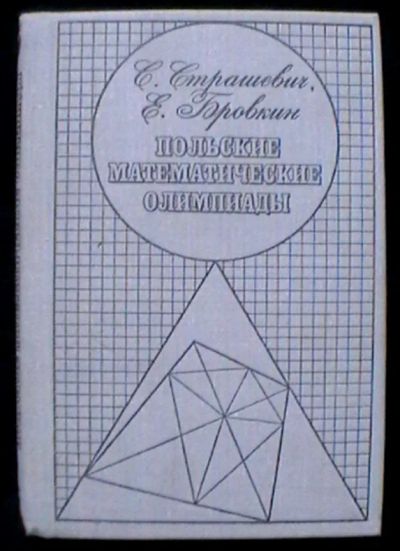 С. Страшевич,
Е. Бровкин
ПОЛЬСКИЕ
МАТЕМАТИЧЕСКИЕ
ОЛИМПИАДЫ